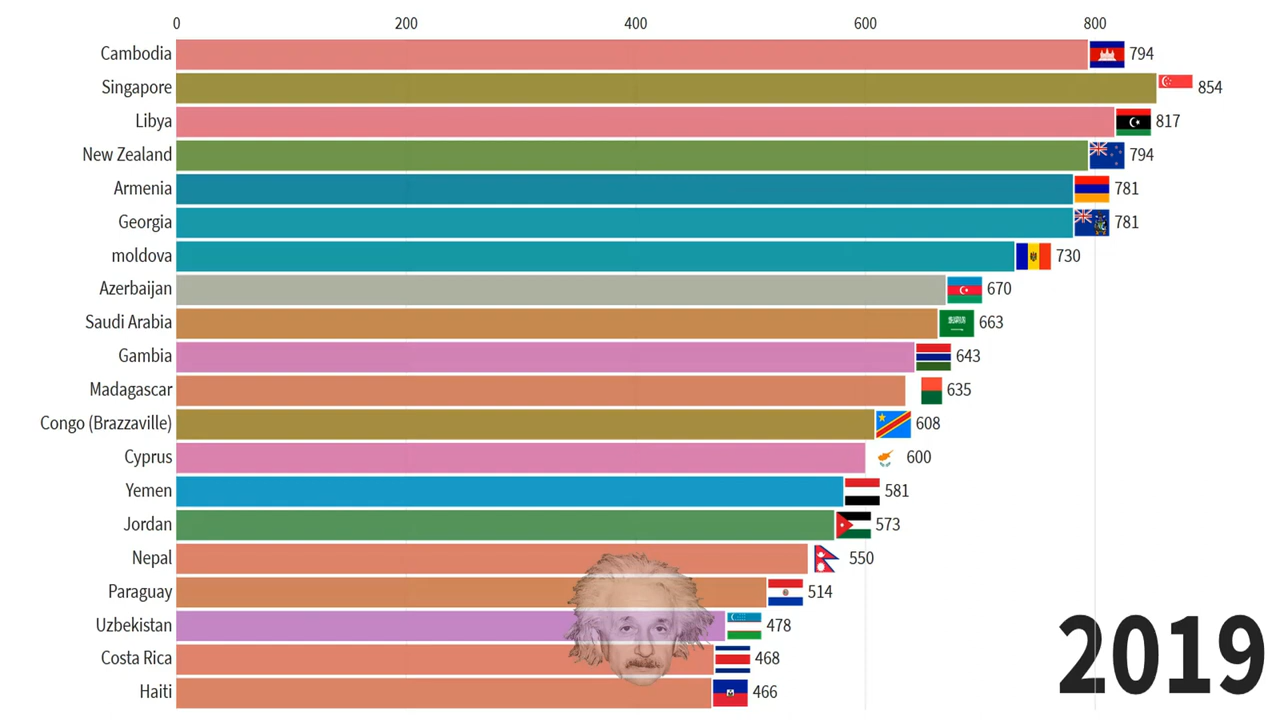 0 200 400 600 800
Cambodia 794
Singapore 854
Libya 817
New Zealand 794
Armenia 781
Georgia 781
moldova 730
Azerbaijan 670
Saudi Arabia 663
Gambia 643
Madagascar 635
Congo (Brazzaville) 608
Cyprus 600
Yemen 581
Jordan 573
Nepal 550
Paraguay 514
Uzbekistan 478
Costa Rica 468
Haiti 466
2019